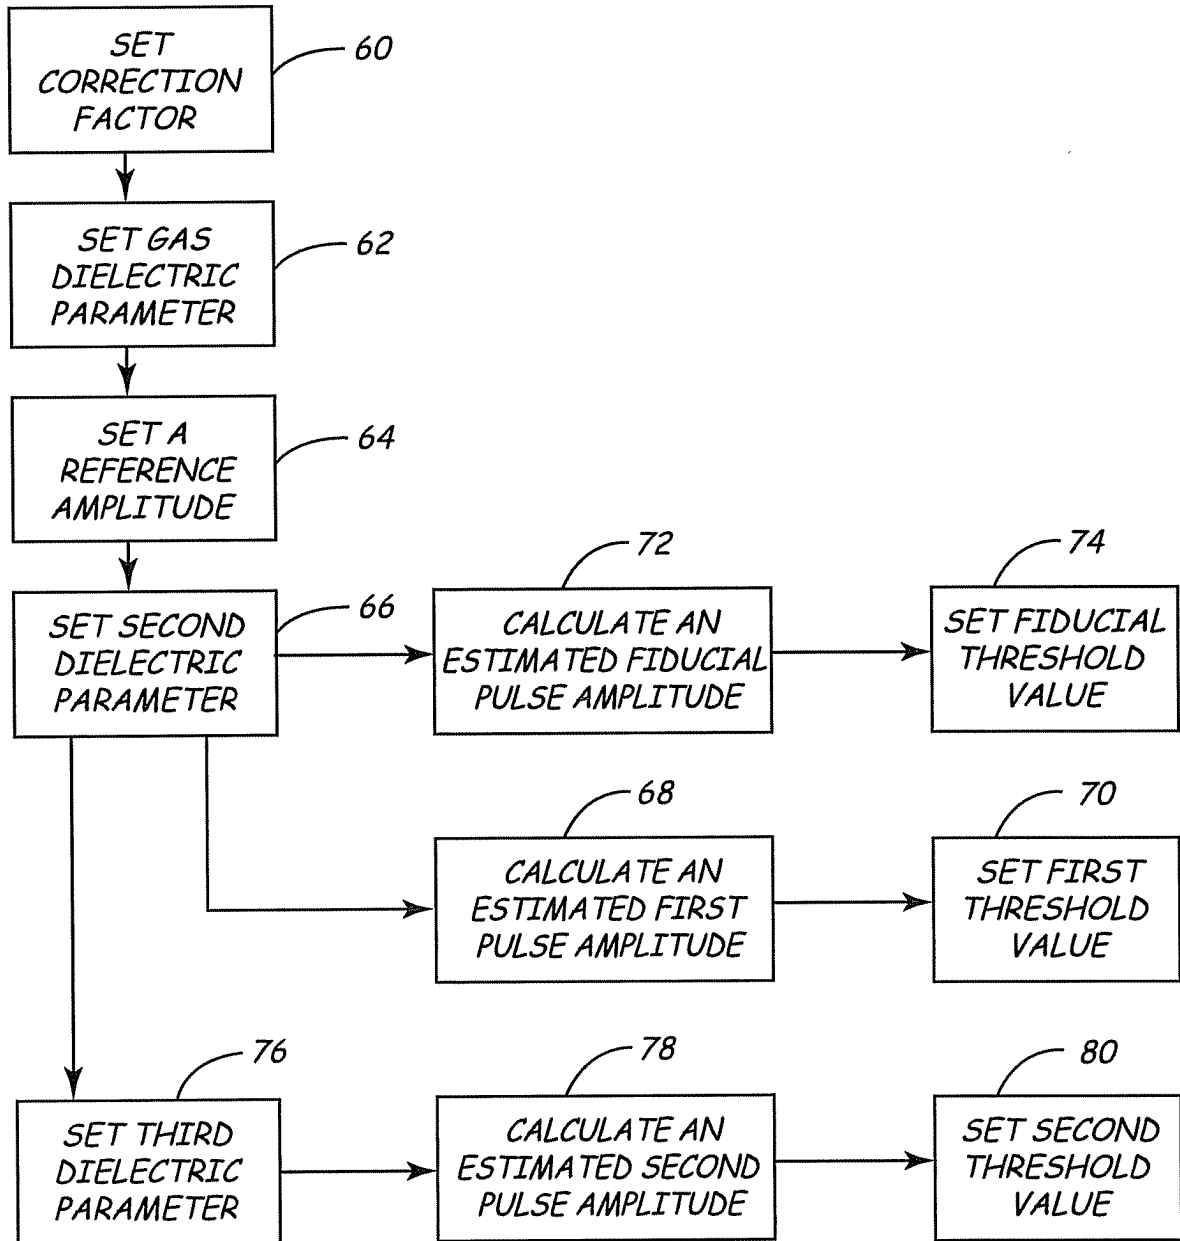 SET
CORRECTION
FACTOR
60
SET GAS
DIELECTRIC
PARAMETER
62
SET A
REFERENCE
AMPLITUDE
64
SET SECOND
DIELECTRIC
PARAMETER
66
CALCULATE AN
ESTIMATED FIDUCIAL
PULSE AMPLITUDE
72
SET FIDUCIAL
THRESHOLD
VALUE
74
CALCULATE AN
ESTIMATED FIRST
PULSE AMPLITUDE
68
SET FIRST
THRESHOLD
VALUE
70
SET THIRD
DIELECTRIC
PARAMETER
76
CALCULATE AN
ESTIMATED SECOND
PULSE AMPLITUDE
78
SET SECOND
THRESHOLD
VALUE
80